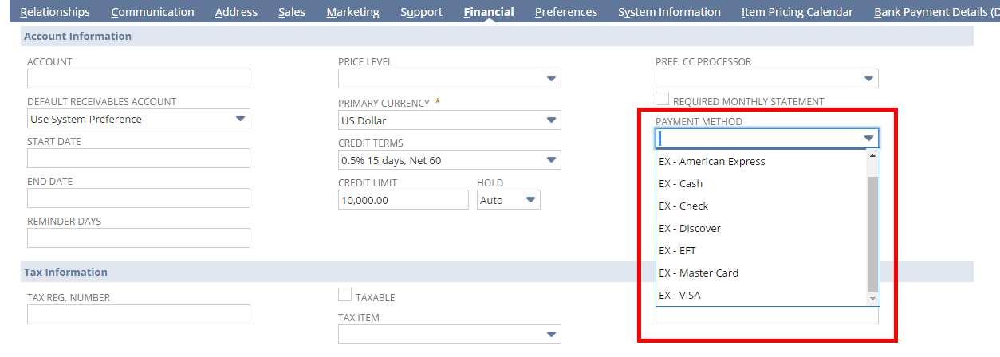 Relationships Communication Address Sales Marketing Support Financial Preferences System Information Item Pricing Calendar Bank Payment Details (D
Account Information
ACCOUNT
DEFAULT RECEIVABLES ACCOUNT
Use System Preference
START DATE
END DATE
REMINDER DAYS
PRICE LEVEL
PRIMARY CURRENCY *
US Dollar
CREDIT TERMS
0.5% 15 days, Net 60
CREDIT LIMIT HOLD
10,000.00 Auto
PREF. CC PROCESSOR
REQUIRED MONTHLY STATEMENT
PAYMENT METHOD
EX - American Express
EX - Cash
EX - Check
EX - Discover
EX - EFT
EX - Master Card
EX - VISA
Tax Information
TAX REG. NUMBER
TAXABLE
TAX ITEM